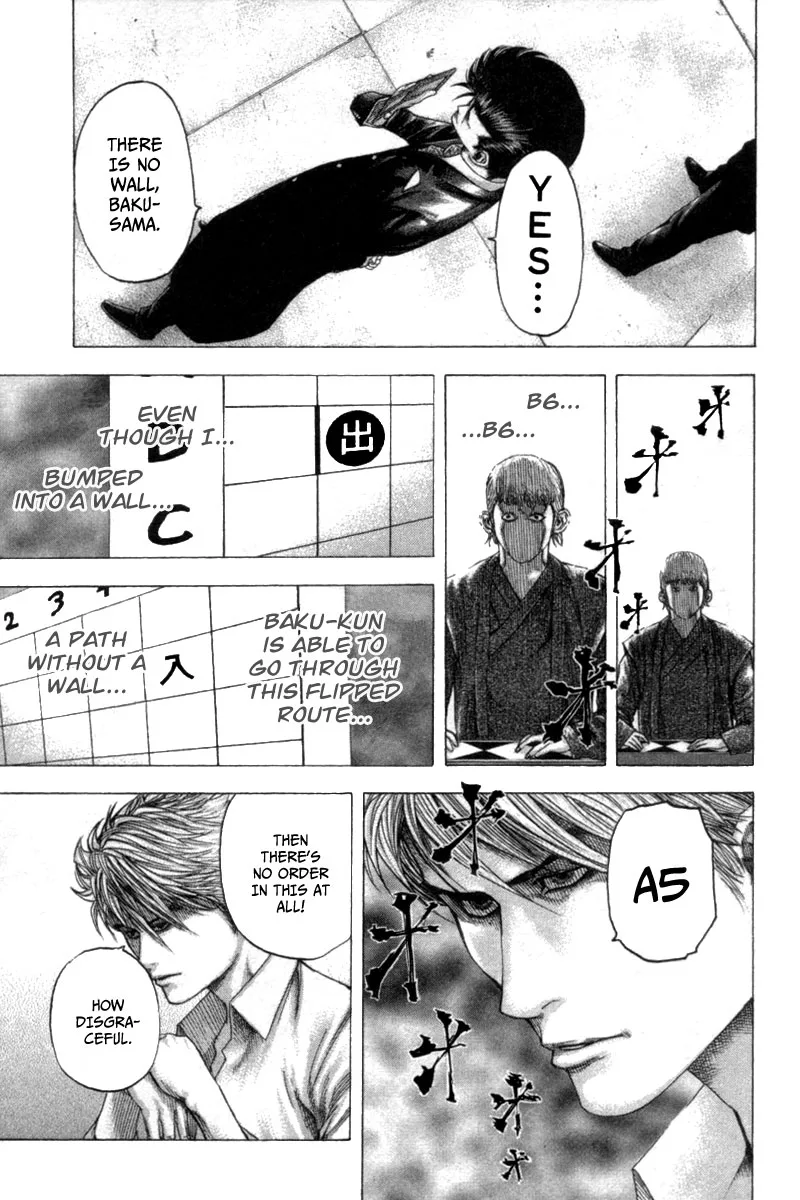 YES...
THERE
IS NO
WALL,
BAKU-
SAMA.
B6...
...B6...
EVEN
THOUGH I...
BUMPED
INTO A WALL...
D
C
出
2 3 4
A PATH
WITHOUT A
WALL...
入
BAKU-KUN
IS ABLE TO
GO THROUGH
THIS FLIPPED
ROUTE...
A5
THEN
THERE'S
NO ORDER
IN THIS AT
ALL!
HOW
DISGRA-
CEFUL.